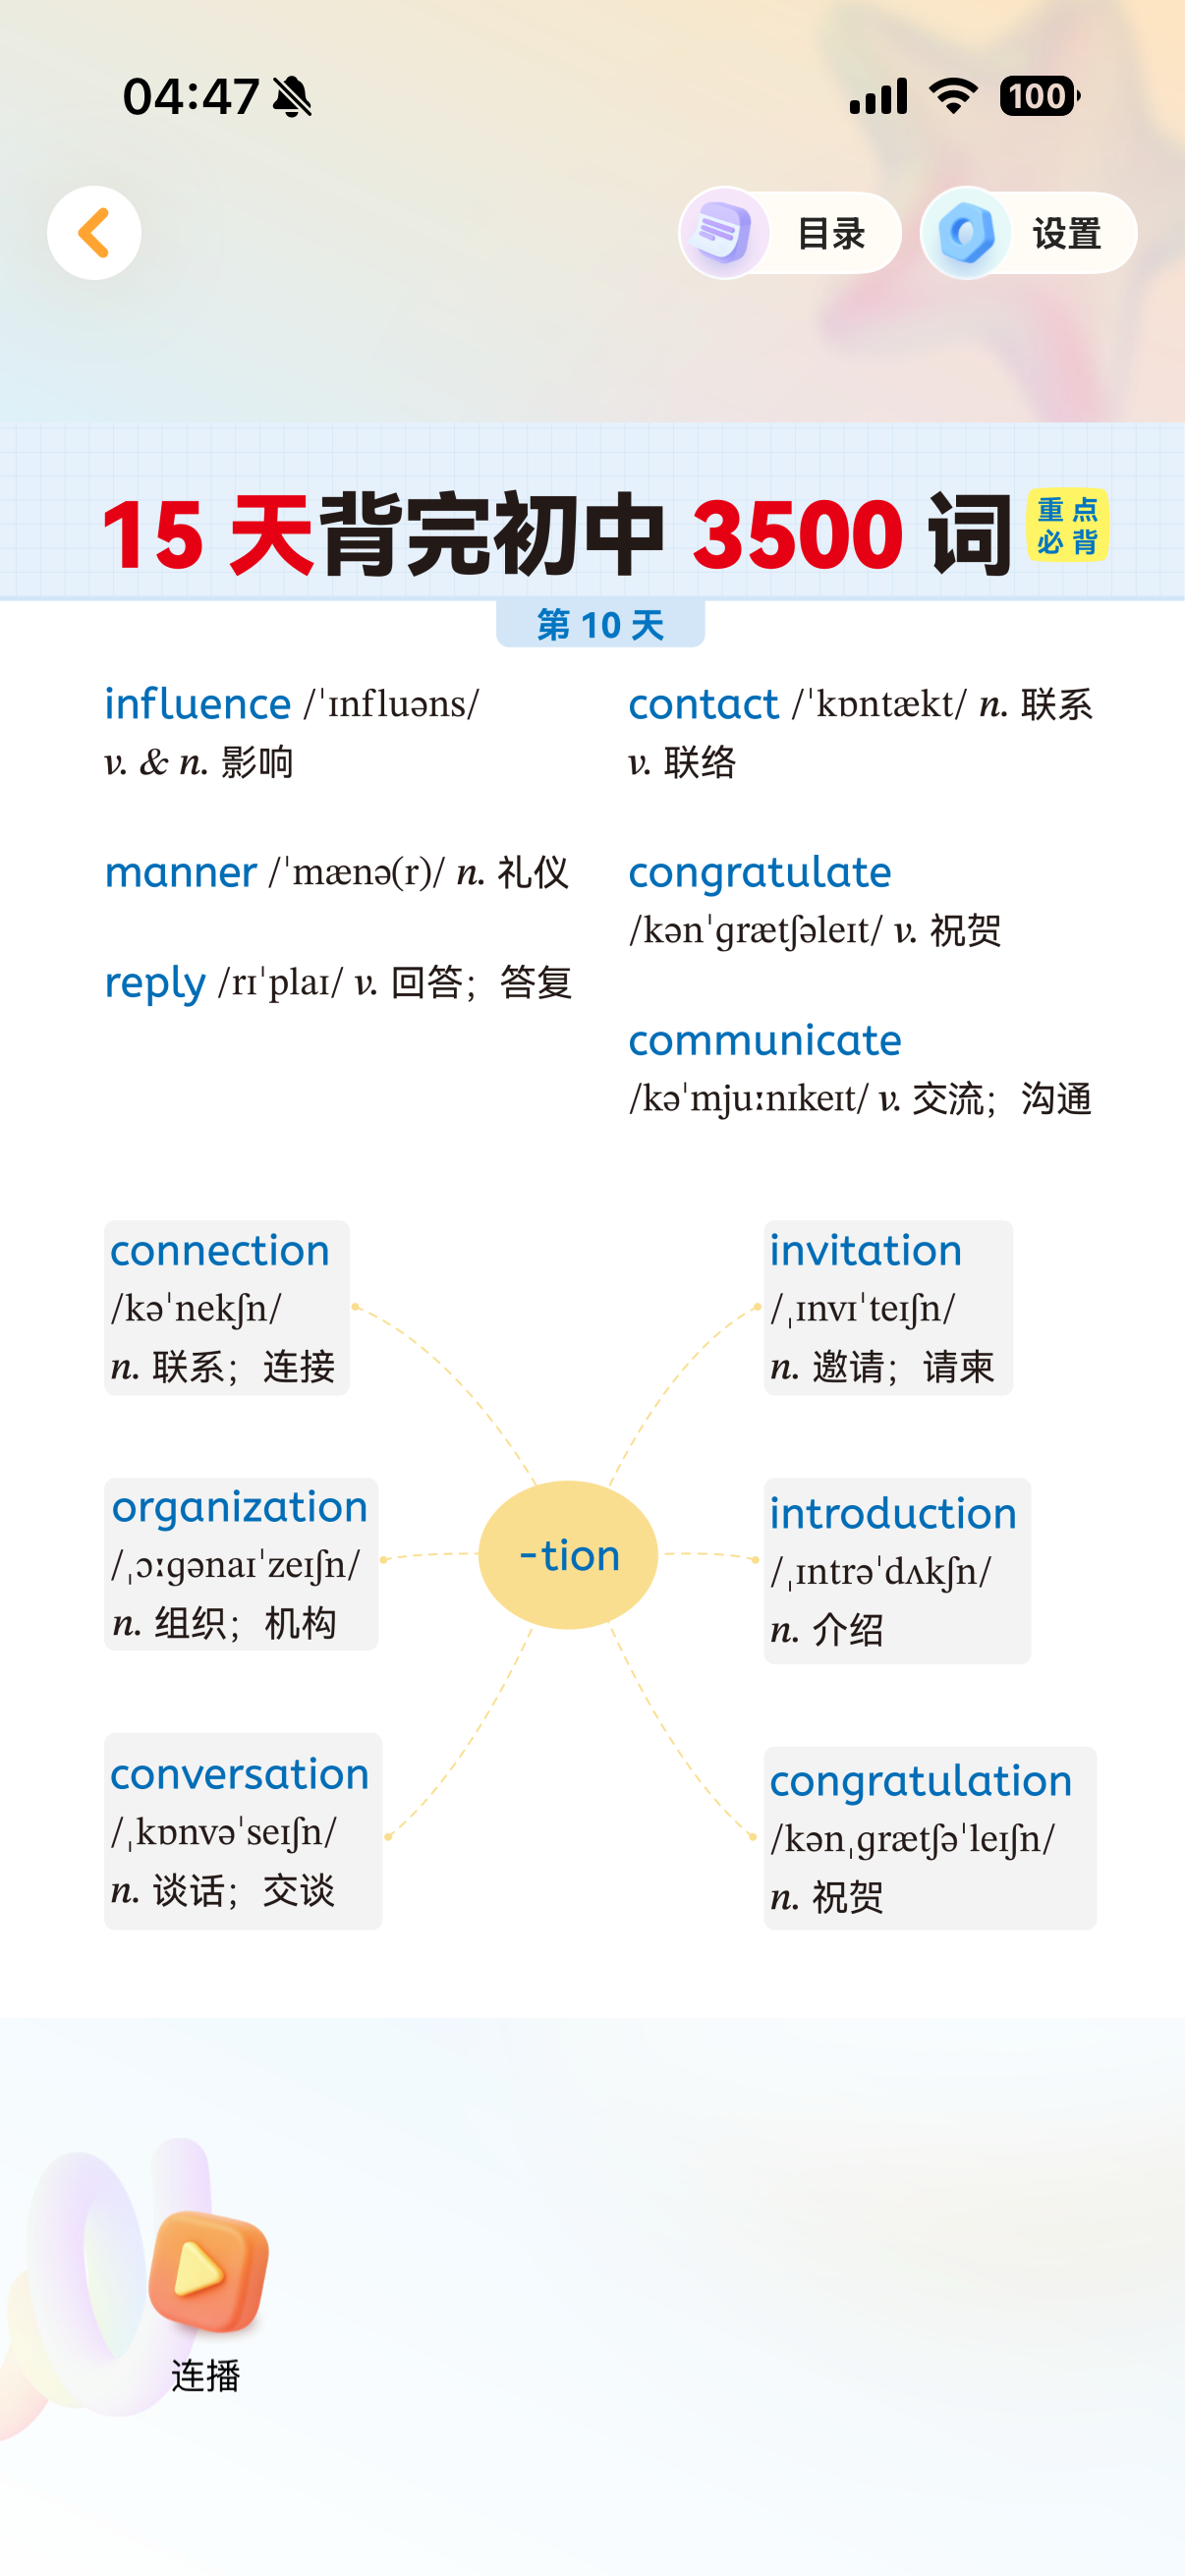 04:47
100
目录
设置
15 天背完初中 3500 词
重点
必背
第 10 天
influence /ˈɪnfluəns/
v. & n. 影响
manner /ˈmænə(r)/ n. 礼仪
reply /rɪˈplaɪ/ v. 回答；答复
contact /ˈkɒntækt/ n. 联系
v. 联络
congratulate
/kənˈɡrætʃəleɪt/ v. 祝贺
communicate
/kəˈmjuːnɪkeɪt/ v. 交流；沟通
connection
/kəˈnekʃn/
n. 联系；连接
organization
/ˌɔːɡənaɪˈzeɪʃn/
n. 组织；机构
conversation
/ˌkɒnvəˈseɪʃn/
n. 谈话；交谈
-tion
invitation
/ˌɪnvɪˈteɪʃn/
n. 邀请；请柬
introduction
/ˌɪntrəˈdʌkʃn/
n. 介绍
congratulation
/kənˌɡrætʃəˈleɪʃn/
n. 祝贺
连播